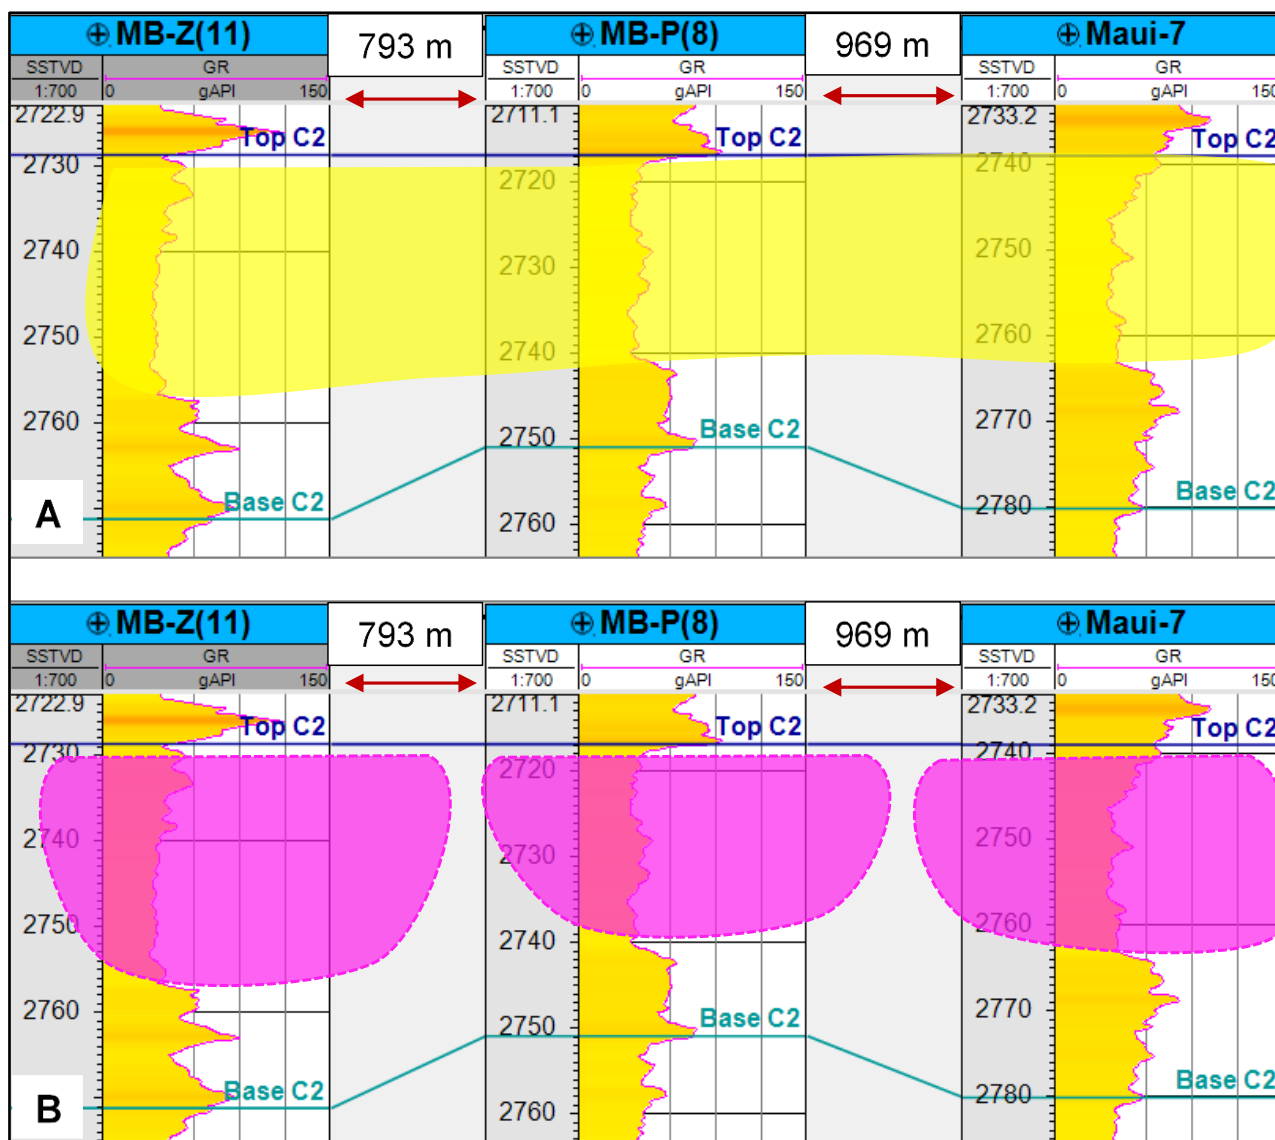 MB-Z(11) 793 m MB-P(8) 969 m Maui-7
SSTVD GR SSTVD GR SSTVD GR
1:700 0 gAPI 150 1:700 0 gAPI 150 1:700 0 gAPI 150
2722.9 2711.1 2733.2
Top C2 Top C2 Top C2
2730 2720 2740
2740 2730 2750
2750 2740 2760
2760 2750 Base C2 2770
Base C2 2760 2780 Base C2
A
MB-Z(11) 793 m MB-P(8) 969 m Maui-7
SSTVD GR SSTVD GR SSTVD GR
1:700 0 gAPI 150 1:700 0 gAPI 150 1:700 0 gAPI 150
2722.9 2711.1 2733.2
Top C2 Top C2 Top C2
2730 2720 2740
2740 2730 2750
2750 2740 2760
2760 2750 Base C2 2770
Base C2 2760 2780 Base C2
B